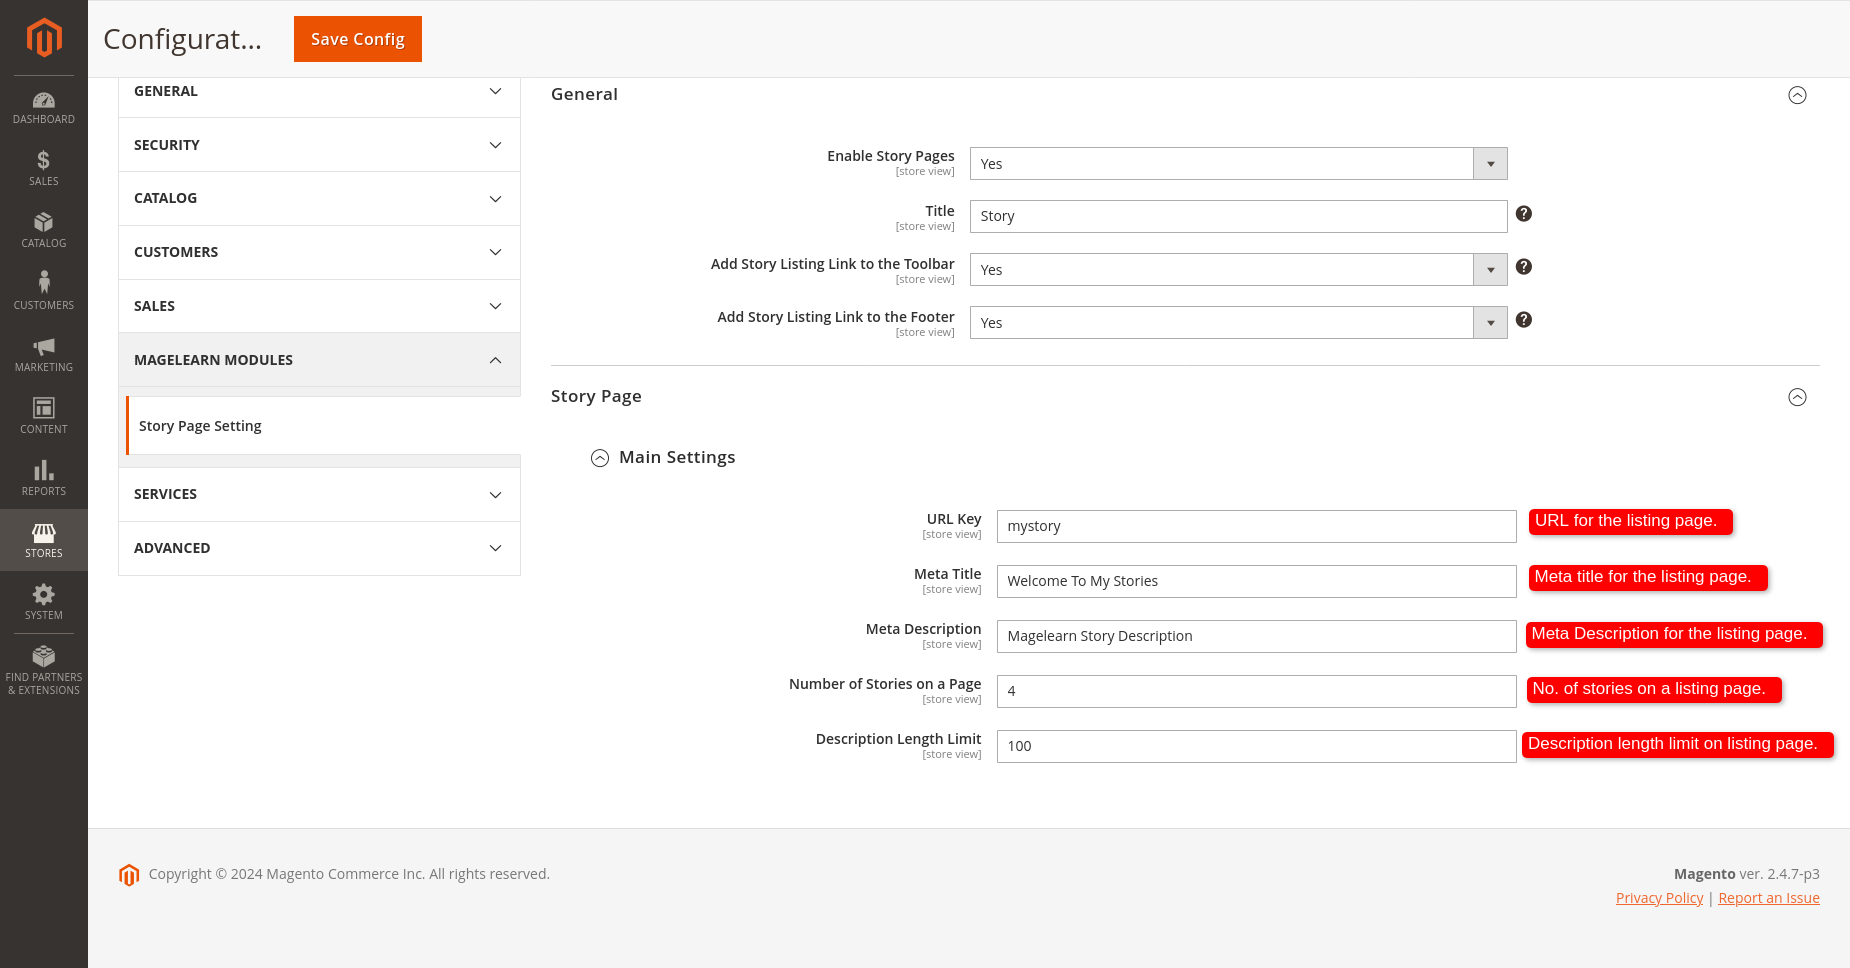 Configurat...
Save Config
DASHBOARD
SALES
CATALOG
CUSTOMERS
MARKETING
CONTENT
REPORTS
STORES
SYSTEM
FIND PARTNERS
& EXTENSIONS
GENERAL
SECURITY
CATALOG
CUSTOMERS
SALES
MAGELEARN MODULES
Story Page Setting
SERVICES
ADVANCED
General
Enable Story Pages
[store view]
Yes
Title
[store view]
Story
Add Story Listing Link to the Toolbar
[store view]
Yes
Add Story Listing Link to the Footer
[store view]
Yes
Story Page
Main Settings
URL Key
[store view]
mystory
URL for the listing page.
Meta Title
[store view]
Welcome To My Stories
Meta title for the listing page.
Meta Description
[store view]
Magelearn Story Description
Meta Description for the listing page.
Number of Stories on a Page
[store view]
4
No. of stories on a listing page.
Description Length Limit
[store view]
100
Description length limit on listing page.
Copyright © 2024 Magento Commerce Inc. All rights reserved.
Magento ver. 2.4.7-p3
Privacy Policy | Report an Issue